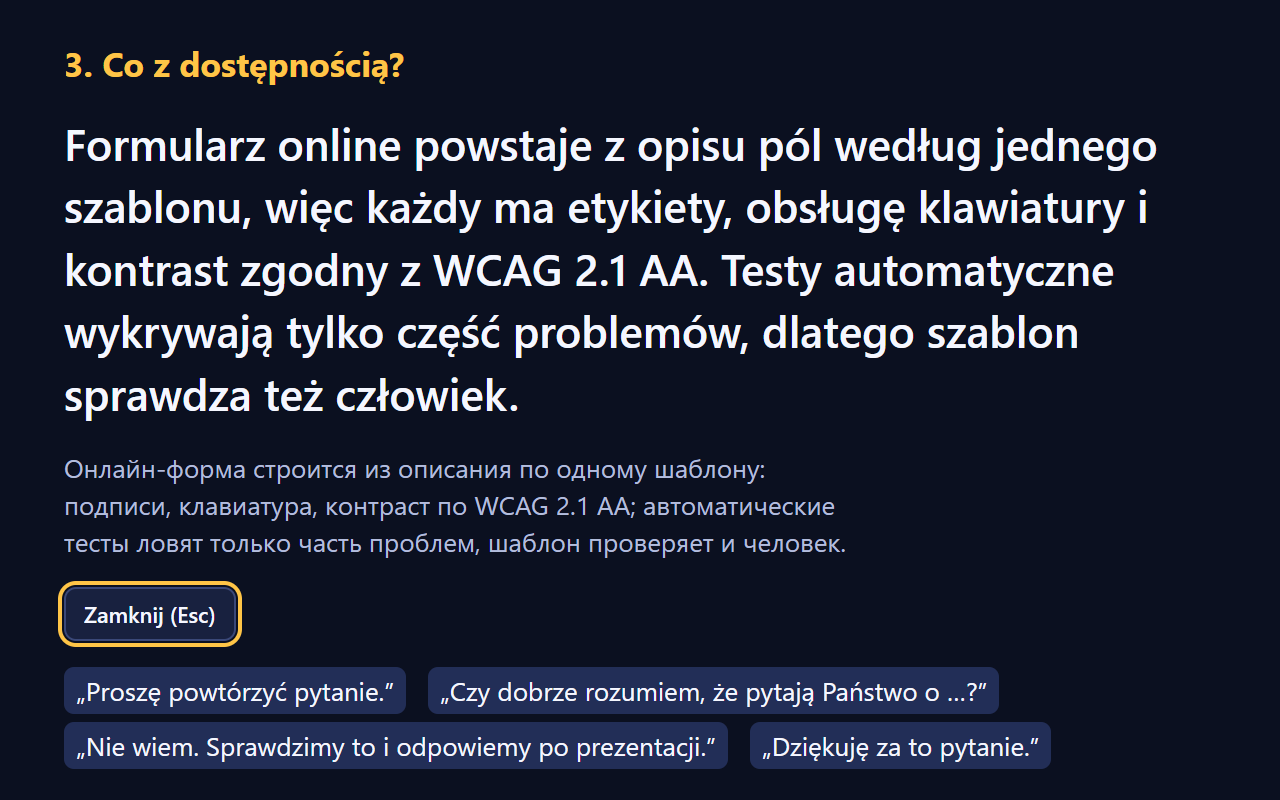 3. Co z dostępnością?
Formularz online powstaje z opisu pól według jednego
szablonu, więc każdy ma etykiety, obsługę klawiatury i
kontrast zgodny z WCAG 2.1 AA. Testy automatyczne
wykrywają tylko część problemów, dlatego szablon
sprawdza też człowiek.
Онлайн-форма строится из описания по одному шаблону:
подписи, клавиатура, контраст по WCAG 2.1 AA; автоматические
тесты ловят только часть проблем, шаблон проверяет и человек.
Zamknij (Esc)
„Proszę powtórzyć pytanie.” „Czy dobrze rozumiem, że pytają Państwo o …?”
„Nie wiem. Sprawdzimy to i odpowiemy po prezentacji.” „Dziękuję za to pytanie.”